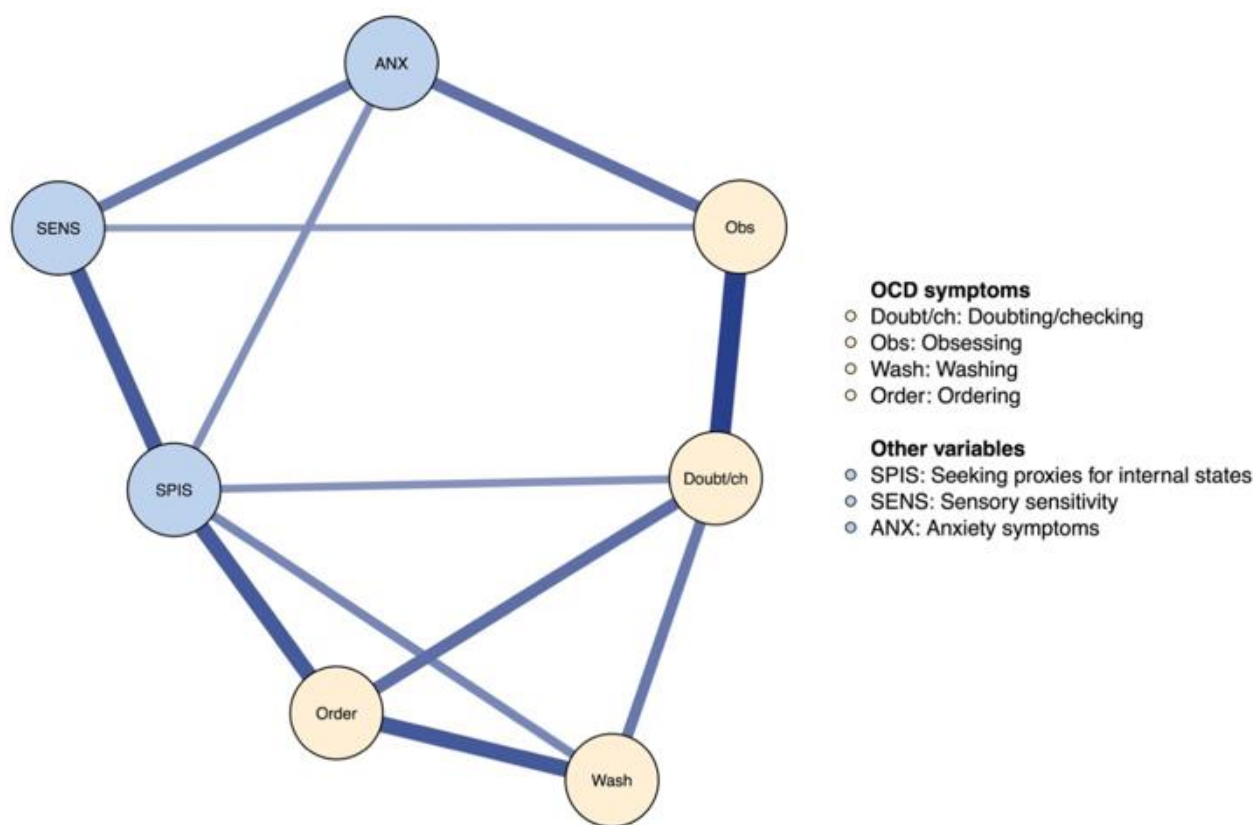 ANX
SENS
Obs
SPIS
Doubt/ch
Order
Wash
OCD symptoms
Doubt/ch: Doubting/checking
Obs: Obsessing
Wash: Washing
Order: Ordering
Other variables
SPIS: Seeking proxies for internal states
SENS: Sensory sensitivity
ANX: Anxiety symptoms